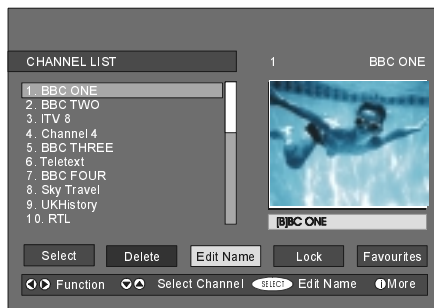 CHANNEL LIST
1 BBC ONE
1. BBC ONE
2. BBC TWO
3. ITV 8
4. Channel 4
5. BBC THREE
6. Teletext
7. BBC FOUR
8. Sky Travel
9. UKHistory
10. RTL
[B]BC ONE
Select Delete Edit Name Lock Favourites
Function Select Channel SELECT Edit Name i More